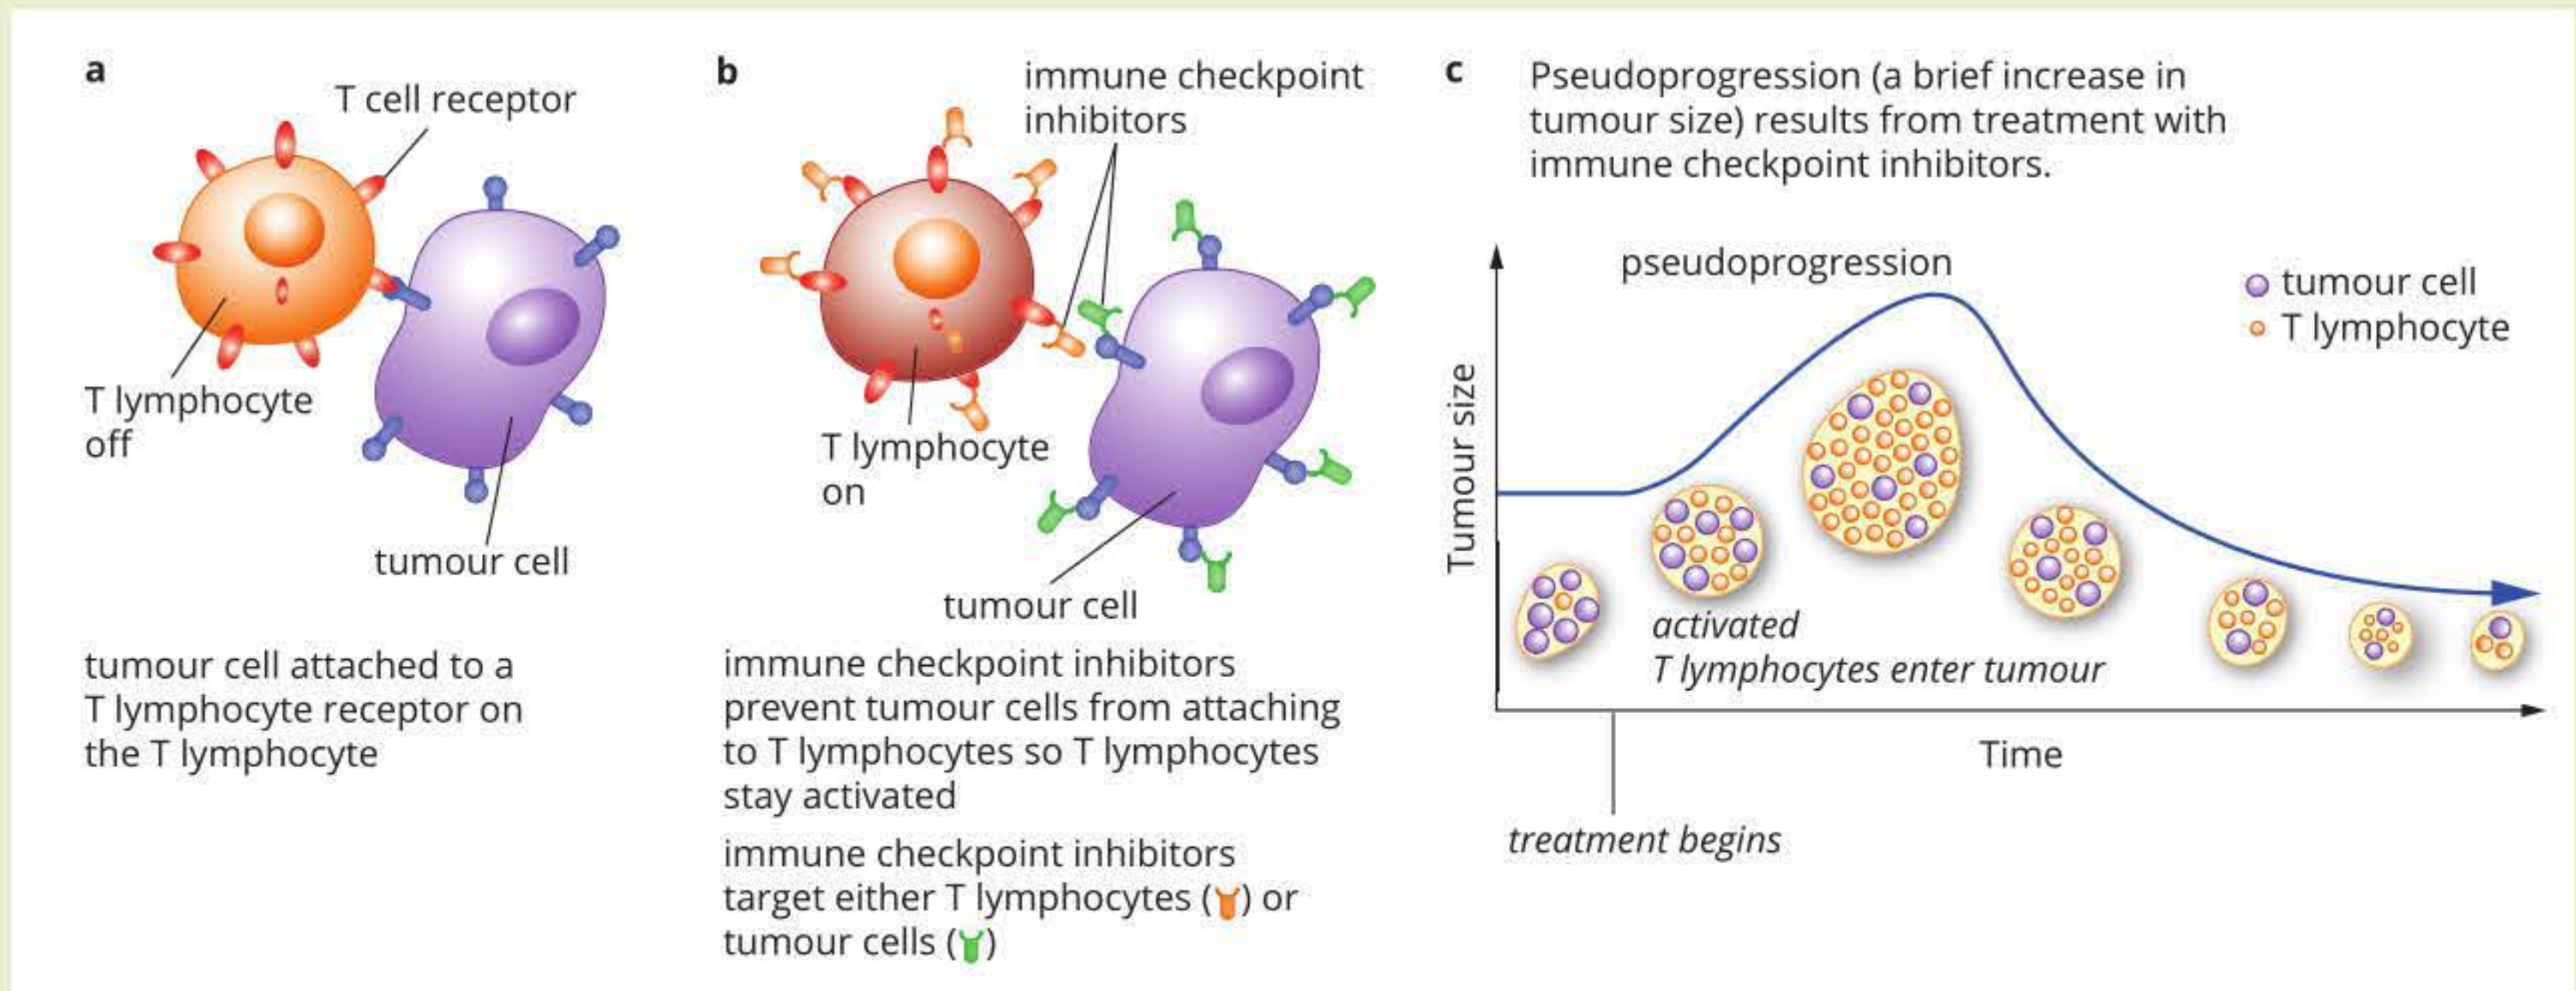 a
T cell receptor
T lymphocyte
off
tumour cell
tumour cell attached to a
T lymphocyte receptor on
the T lymphocyte
b
immune checkpoint
inhibitors
T lymphocyte
on
tumour cell
immune checkpoint inhibitors
prevent tumour cells from attaching
to T lymphocytes so T lymphocytes
stay activated
immune checkpoint inhibitors
target either T lymphocytes ( ) or
tumour cells ( )
c
Pseudoprogression (a brief increase in
tumour size) results from treatment with
immune checkpoint inhibitors.
pseudoprogression
tumour cell
T lymphocyte
Tumour size
activated
T lymphocytes enter tumour
Time
treatment begins